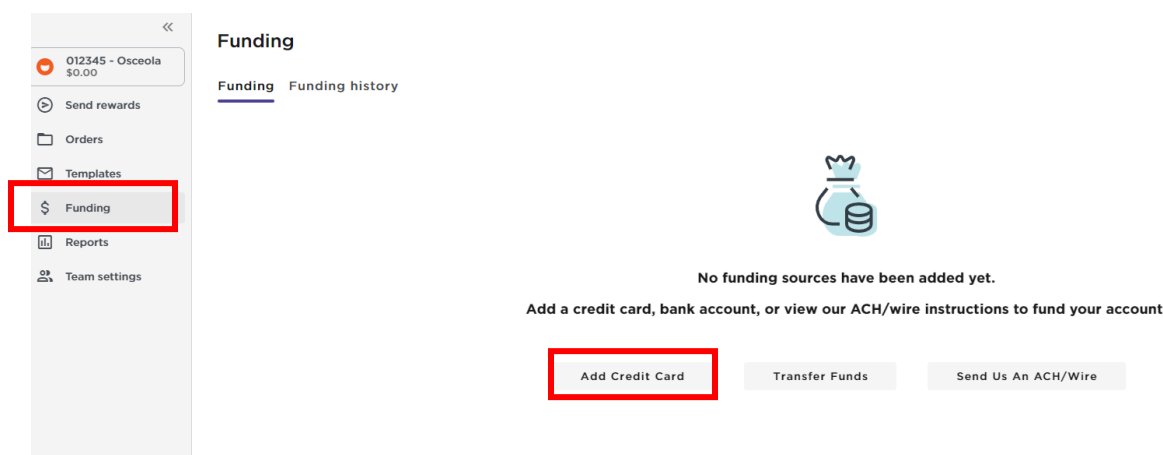 012345 - Osceola
$0.00
Send rewards
Orders
Templates
Funding
Reports
Team settings
Funding
Funding Funding history
No funding sources have been added yet.
Add a credit card, bank account, or view our ACH/wire instructions to fund your account
Add Credit Card Transfer Funds Send Us An ACH/Wire